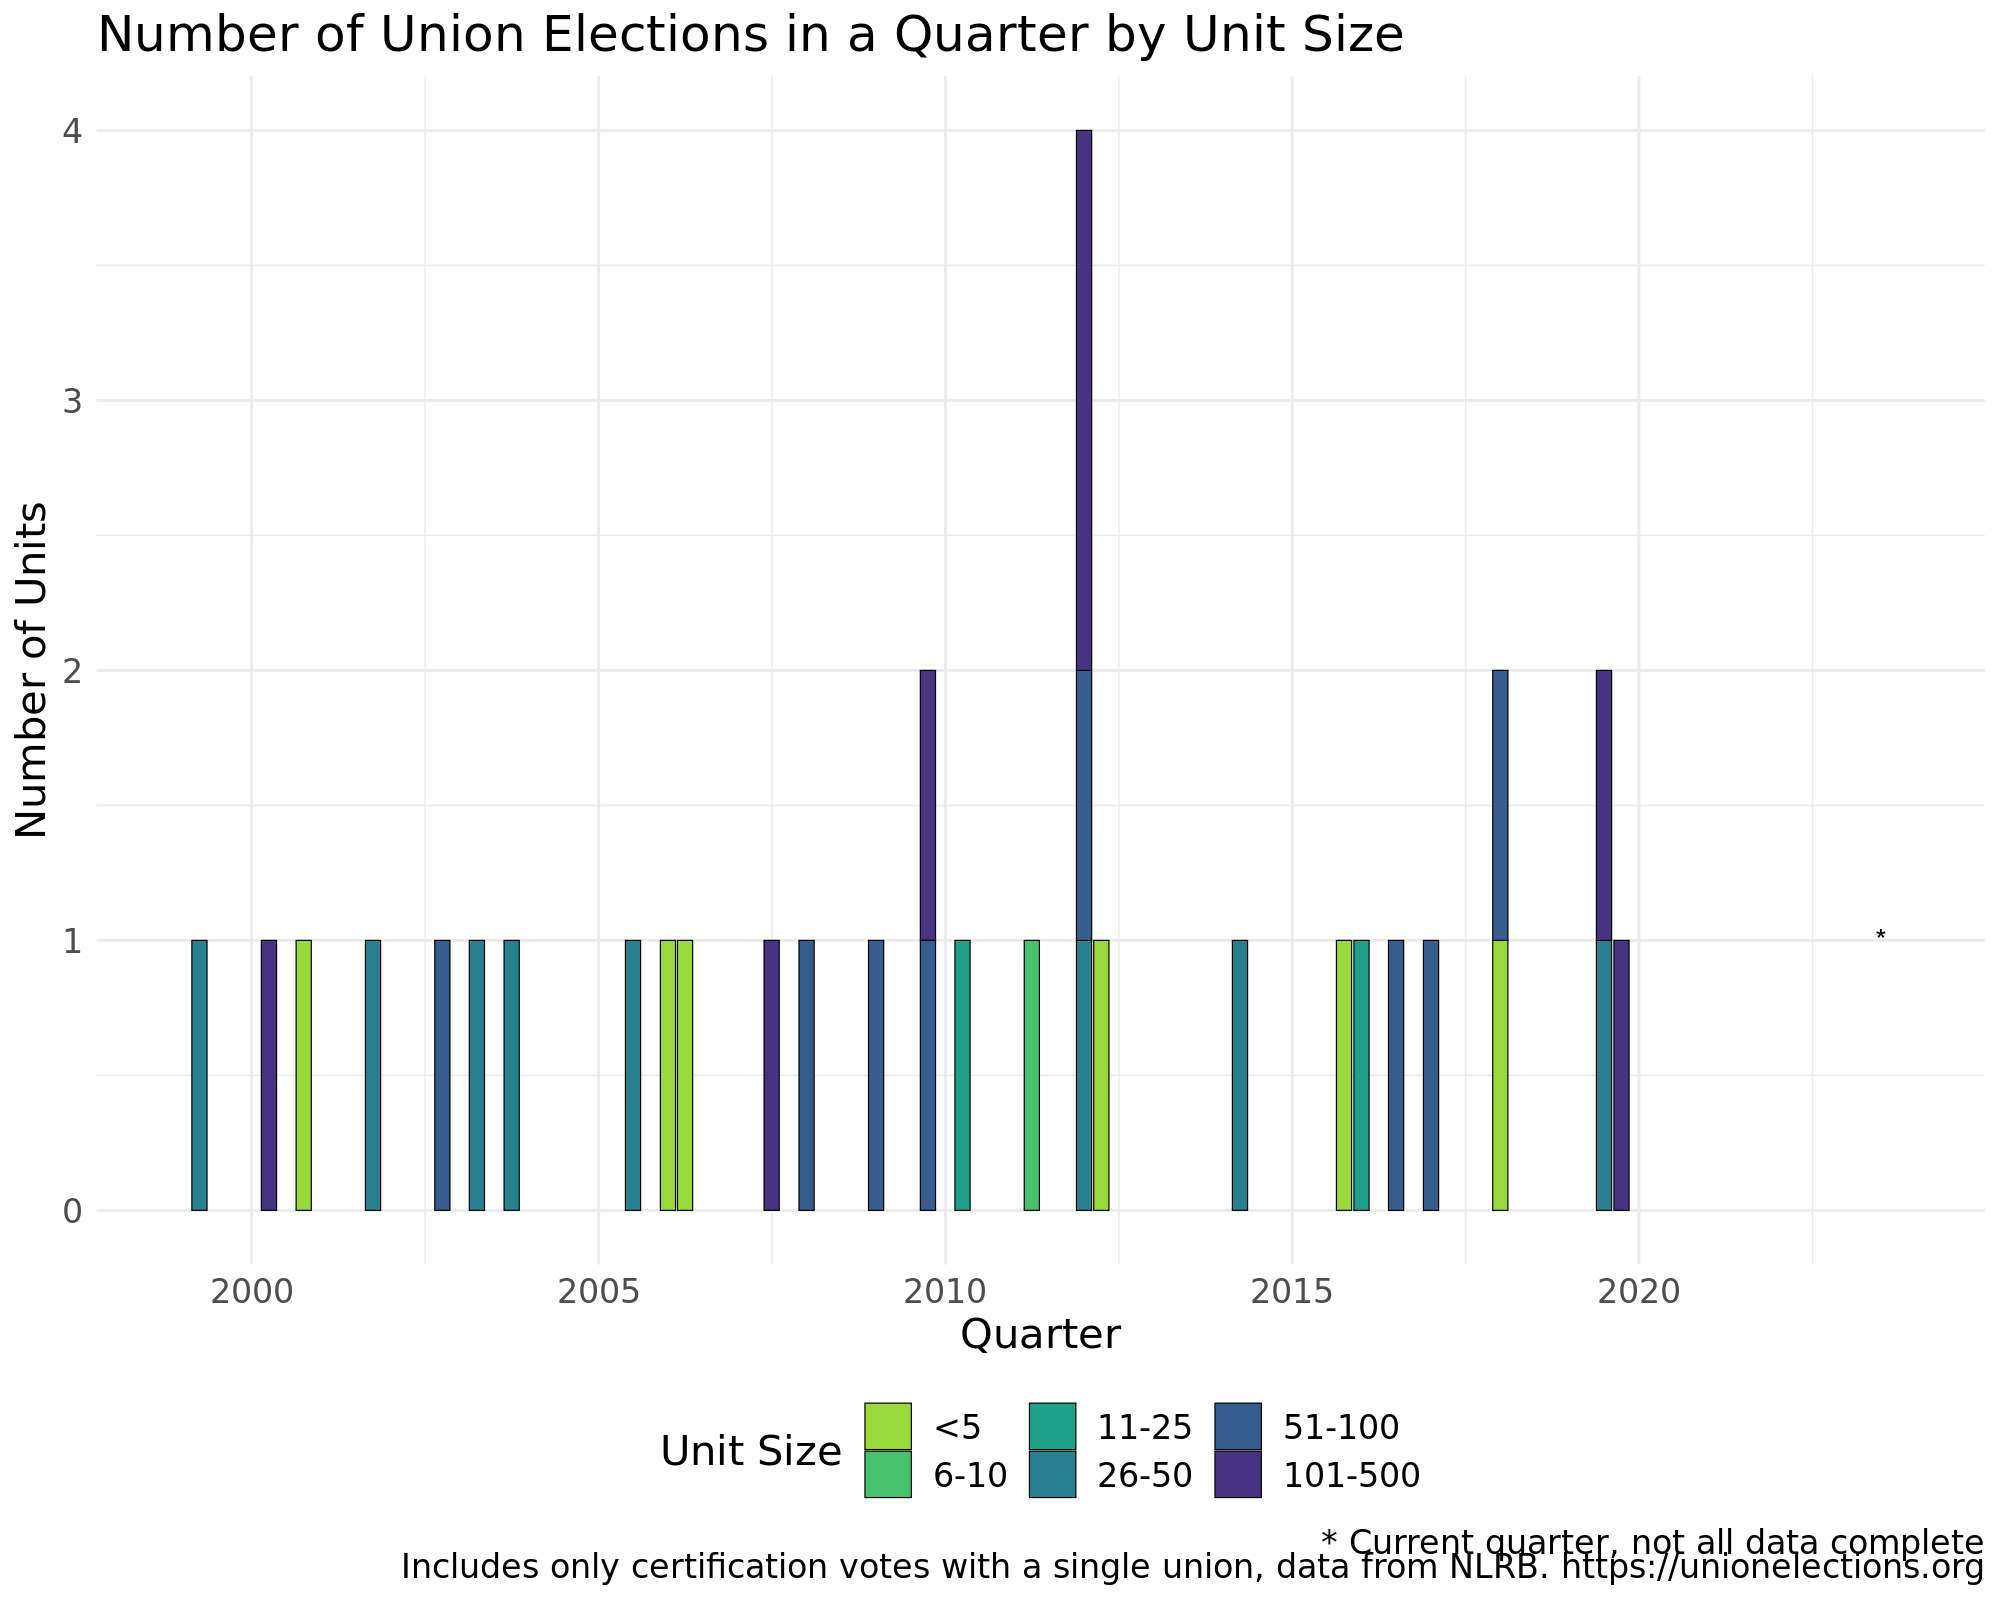 Number of Union Elections in a Quarter by Unit Size
Number of Units
4
3
2
1
0
*
2000 2005 2010 2015 2020
Quarter
Unit Size
<5 11-25 51-100
6-10 26-50 101-500
* Current quarter, not all data complete
Includes only certification votes with a single union, data from NLRB. https://unionelections.org